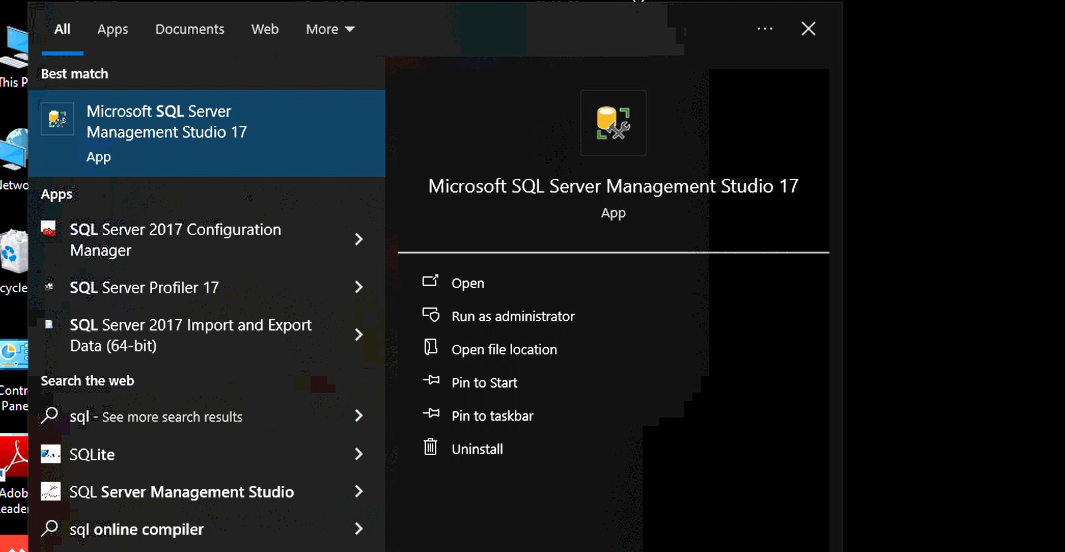 All Apps Documents Web More
Best match
Microsoft SQL Server
Management Studio 17
App
Apps
SQL Server 2017 Configuration
Manager
SQL Server Profiler 17
SQL Server 2017 Import and Export
Data (64-bit)
Search the web
sql - See more search results
SQLite
SQL Server Management Studio
sql online compiler
Microsoft SQL Server Management Studio 17
App
Open
Run as administrator
Open file location
Pin to Start
Pin to taskbar
Uninstall
This P
Netwo
cycle
Contr
Pane
Adob
eade